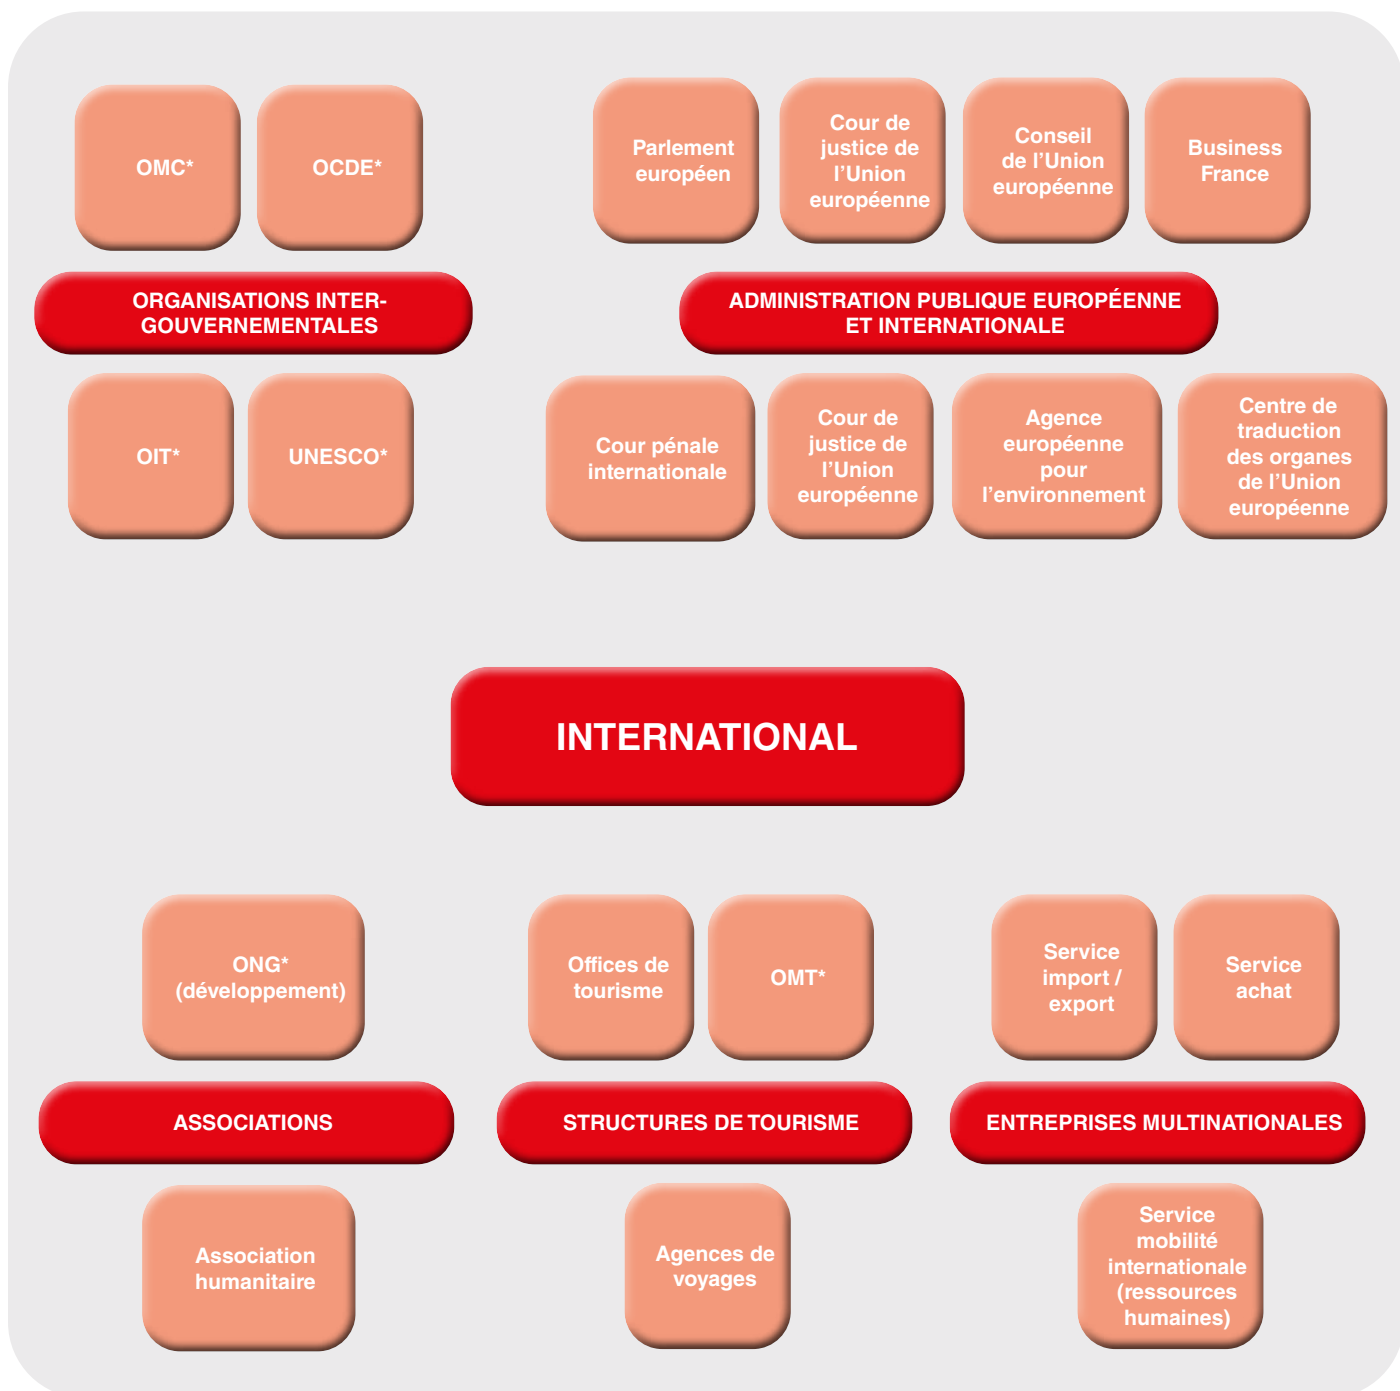 OMC*
OCDE*
Parlement
européen
Cour de
justice de
l’Union
européenne
Conseil
de l’Union
européenne
Business
France
ORGANISATIONS INTER-
GOUVERNEMENTALES
ADMINISTRATION PUBLIQUE EUROPÉENNE
ET INTERNATIONALE
OIT*
UNESCO*
Cour pénale
internationale
Cour de
justice de
l’Union
européenne
Agence
européenne
pour
l’environnement
Centre de
traduction
des organes
de l’Union
européenne
INTERNATIONAL
ONG*
(développement)
Offices de
tourisme
OMT*
Service
import /
export
Service
achat
ASSOCIATIONS
STRUCTURES DE TOURISME
ENTREPRISES MULTINATIONALES
Association
humanitaire
Agences de
voyages
Service
mobilité
internationale
(ressources
humaines)